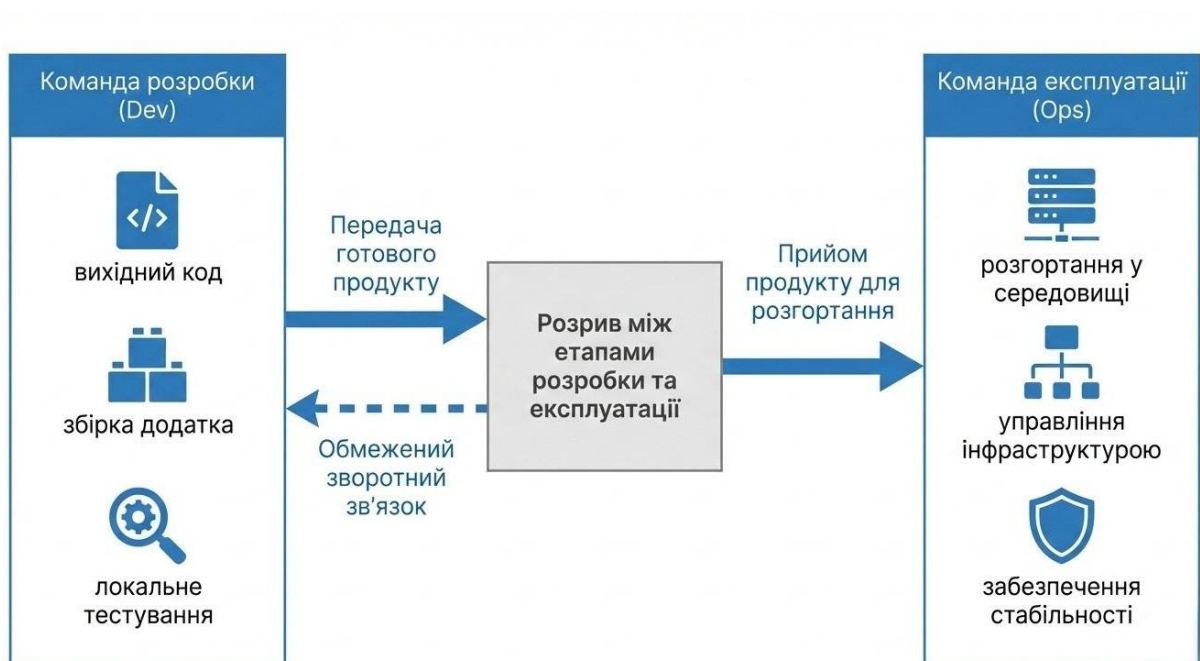 Команда розробки
(Dev)
вихідний код
збірка додатка
локальне
тестування
Передача
готового
продукту
Обмежений
зворотний
зв'язок
Розрив між
етапами
розробки та
експлуатації
Прийом
продукту для
розгортання
Команда експлуатації
(Ops)
розгортання у
середовищі
управління
інфраструктурою
забезпечення
стабільності